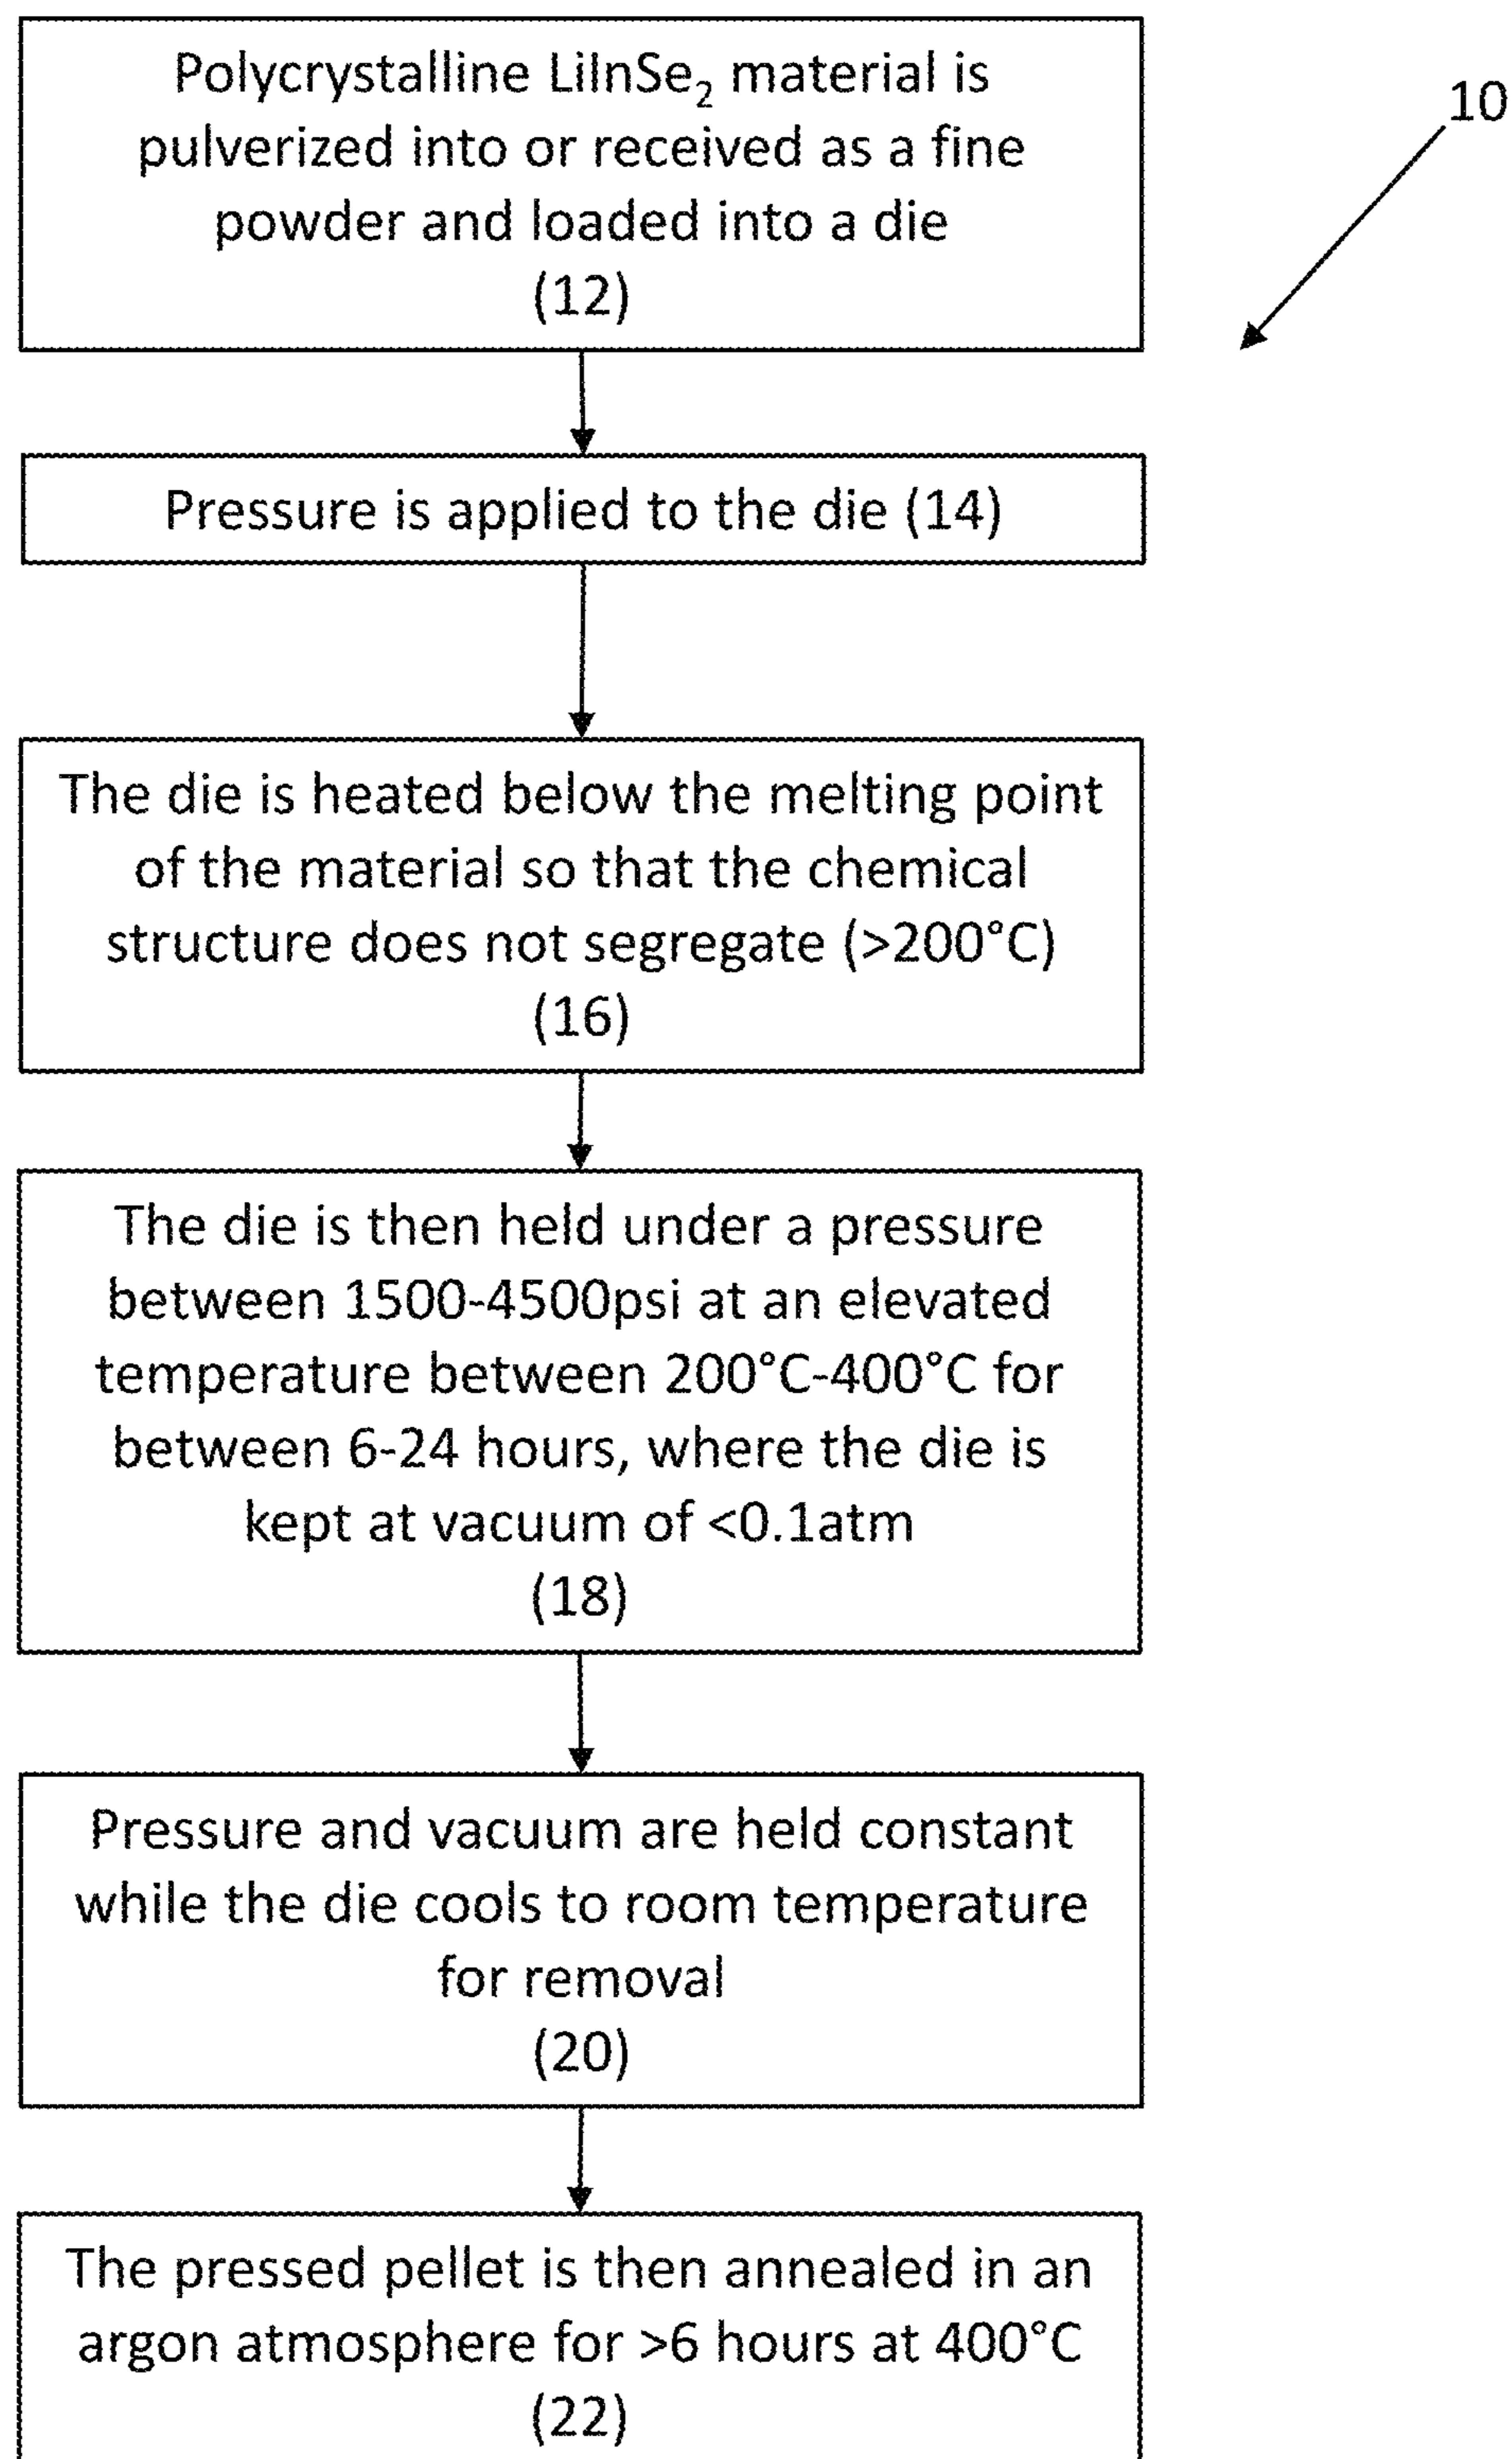 Polycrystalline LiInSe₂ material is
pulverized into or received as a fine
powder and loaded into a die
(12)
10
Pressure is applied to the die (14)
The die is heated below the melting point
of the material so that the chemical
structure does not segregate (>200°C)
(16)
The die is then held under a pressure
between 1500-4500psi at an elevated
temperature between 200°C-400°C for
between 6-24 hours, where the die is
kept at vacuum of <0.1atm
(18)
Pressure and vacuum are held constant
while the die cools to room temperature
for removal
(20)
The pressed pellet is then annealed in an
argon atmosphere for >6 hours at 400°C
(22)